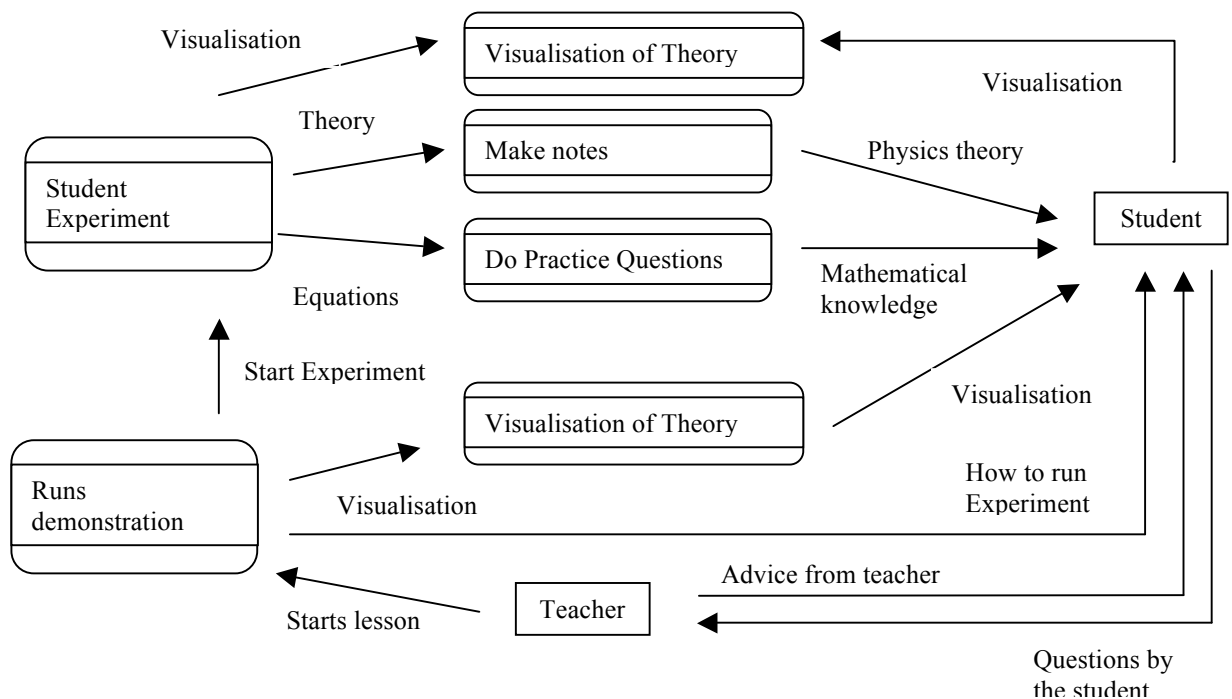 Visualisation
Visualisation of Theory
Visualisation
Theory
Make notes
Physics theory
Student
Experiment
Student
Do Practice Questions
Mathematical
knowledge
Equations
Start Experiment
Visualisation of Theory
Visualisation
Runs
demonstration
Visualisation
How to run
Experiment
Advice from teacher
Teacher
Starts lesson
Questions by
the student